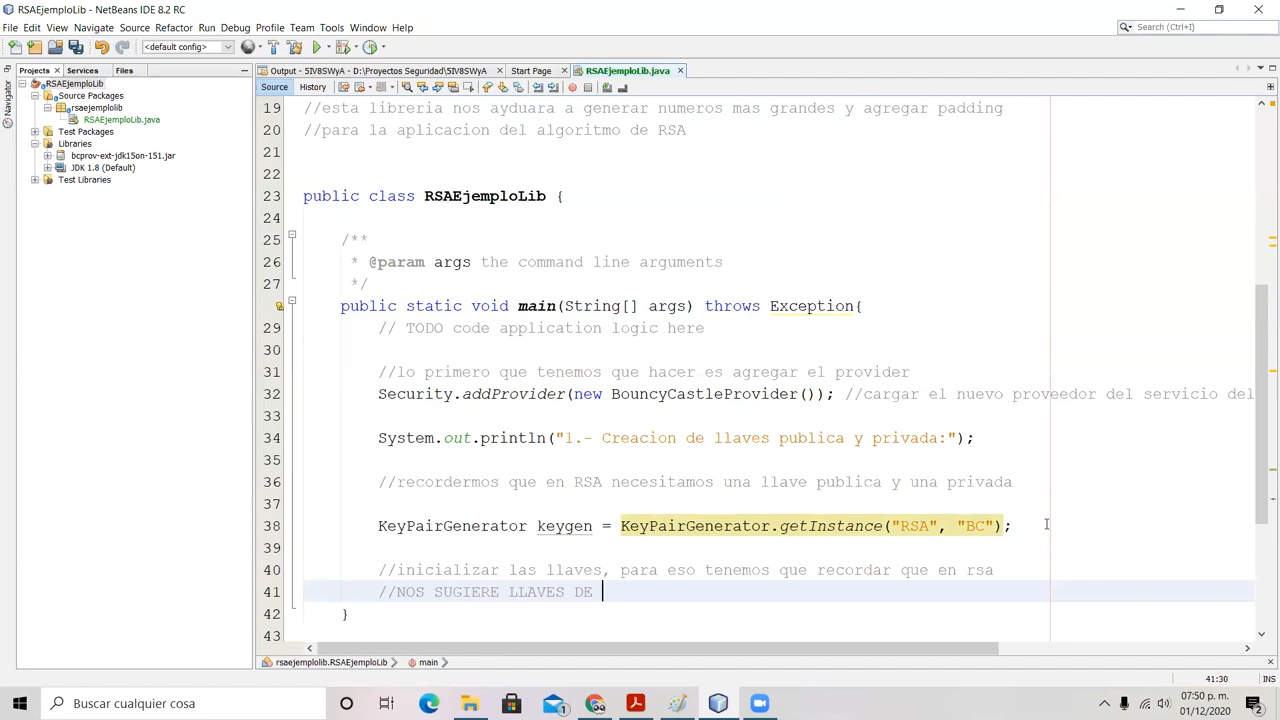 RSAEjemploLib - NetBeans IDE 8.2 RC
File Edit View Navigate Source Refactor Run Debug Profile Team Tools Window Help
Search (Ctrl+I)
<default config>
Projects Services Files
Output - 5IV8SWyA - D:\Proyectos Seguridad\5IV8SWyA Start Page RSAEjemploLib.java
Navigator
RSAEjemploLib
Source Packages
rsaejemplolib
RSAEjemploLib.java
Test Packages
Libraries
bcprov-ext-jdk15on-151.jar
JDK 1.8 (Default)
Test Libraries
Source History
19 //esta libreria nos ayduara a generar numeros mas grandes y agregar padding
20 //para la aplicacion del algoritmo de RSA
21
22
23 public class RSAEjemploLib {
24
25 /**
26 * @param args the command line arguments
27 */
public static void main(String[] args) throws Exception{
29 // TODO code application logic here
30
31 //lo primero que tenemos que hacer es agregar el provider
32 Security.addProvider(new BouncyCastleProvider()); //cargar el nuevo proveedor del servicio del
33
34 System.out.println("1.- Creacion de llaves publica y privada:");
35
36 //recordermos que en RSA necesitamos una llave publica y una privada
37
38 KeyPairGenerator keygen = KeyPairGenerator.getInstance("RSA", "BC");
39
40 //inicializar las llaves, para eso tenemos que recordar que en rsa
41 //NOS SUGIERE LLAVES DE
42 }
43
rsaejemplolib.RSAEjemploLib main
41:30 INS
Buscar cualquier cosa
1
07:50 p. m.
01/12/2020
2